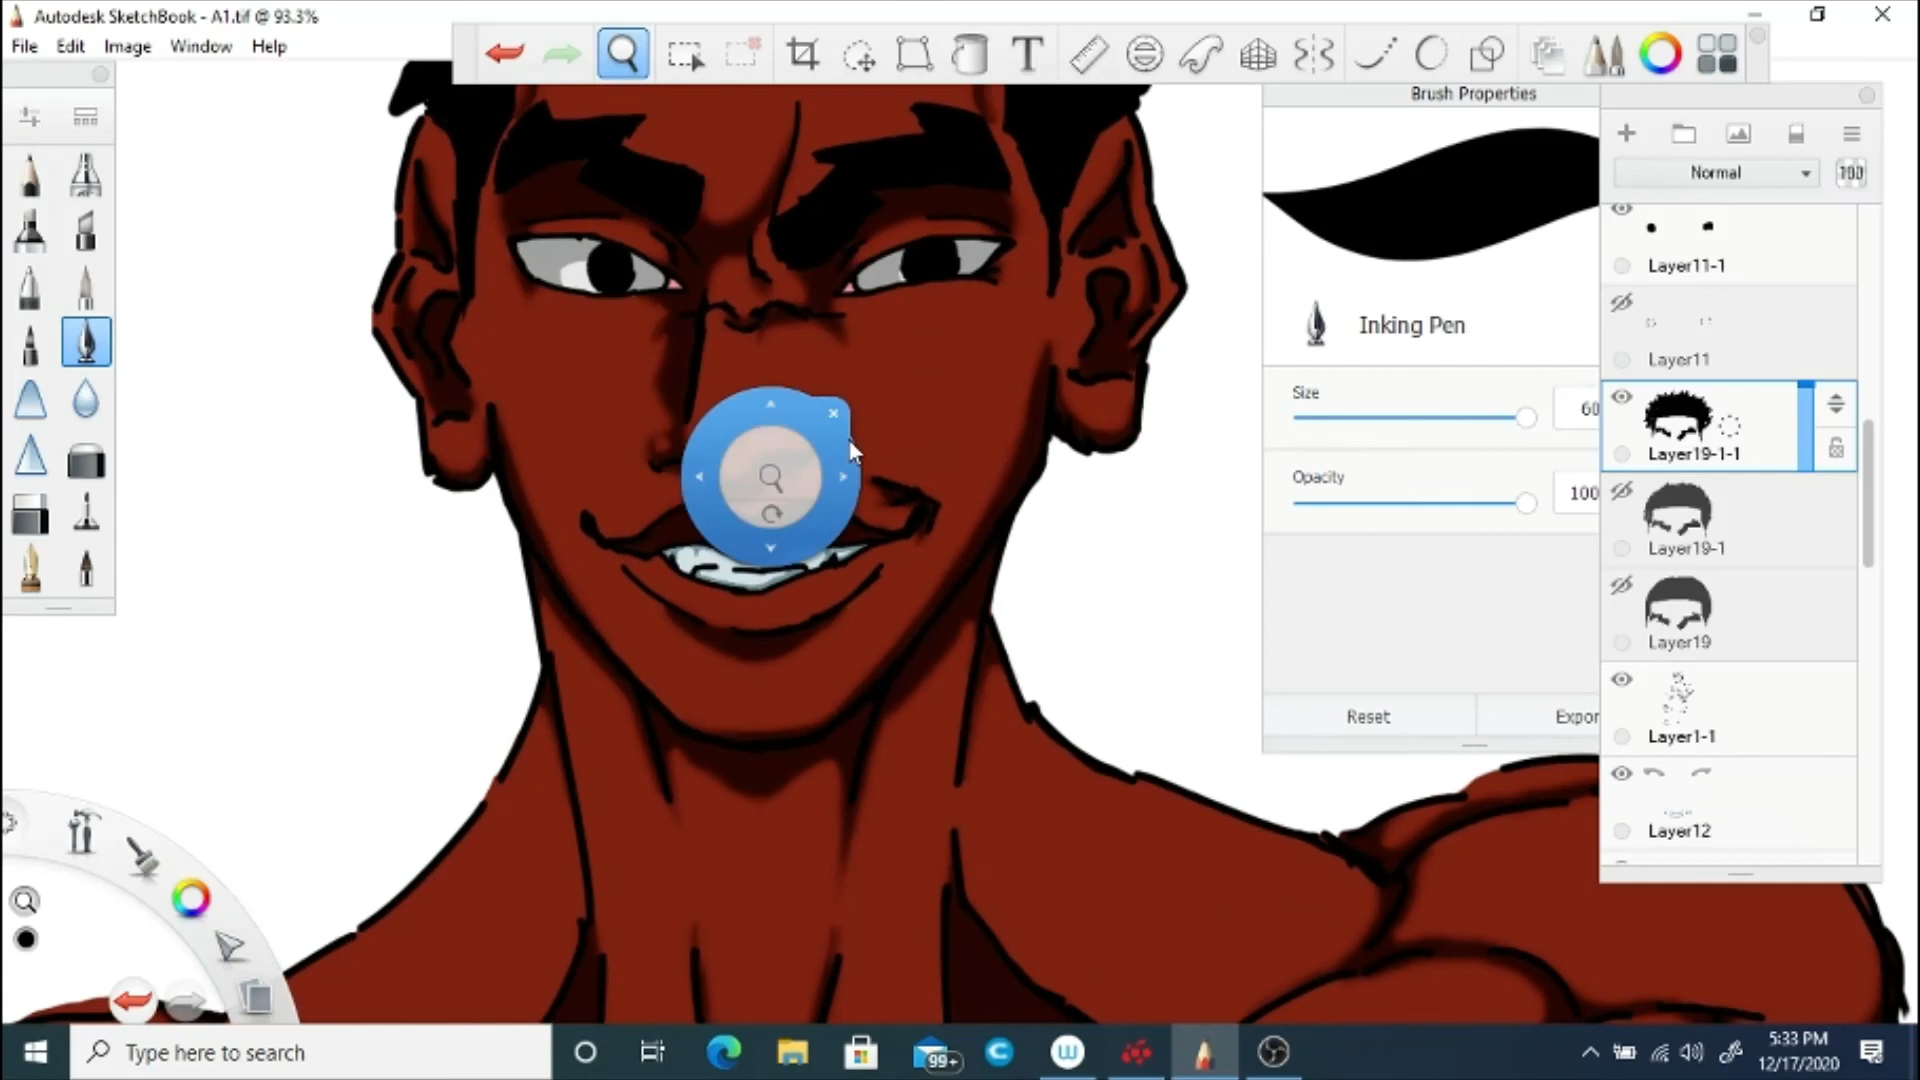 Autodesk SketchBook - A1.tif @ 93.3%
File Edit Image Window Help
T
Brush Properties
Normal
100
Layer11-1
Inking Pen
Layer11
Size
60
Layer19-1-1
Opacity
100
Layer19-1
Layer19
Reset
Expor
Layer1-1
Layer12
Type here to search
99+
5:33 PM
12/17/2020